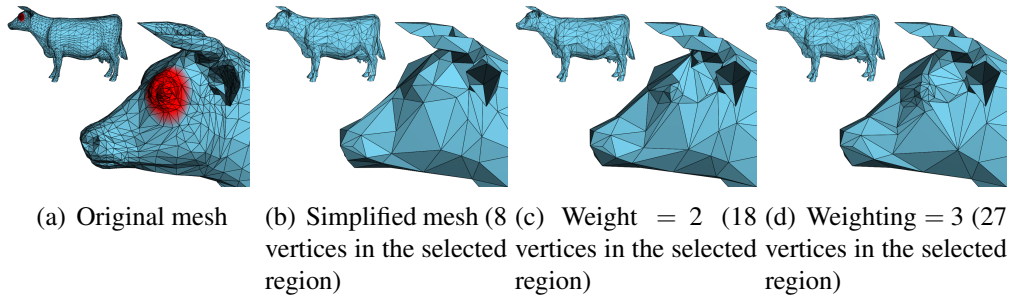 (a) Original mesh
(b) Simplified mesh (8
vertices in the selected
region)
(c) Weight = 2 (18
vertices in the selected
region)
(d) Weighting = 3 (27
vertices in the selected
region)